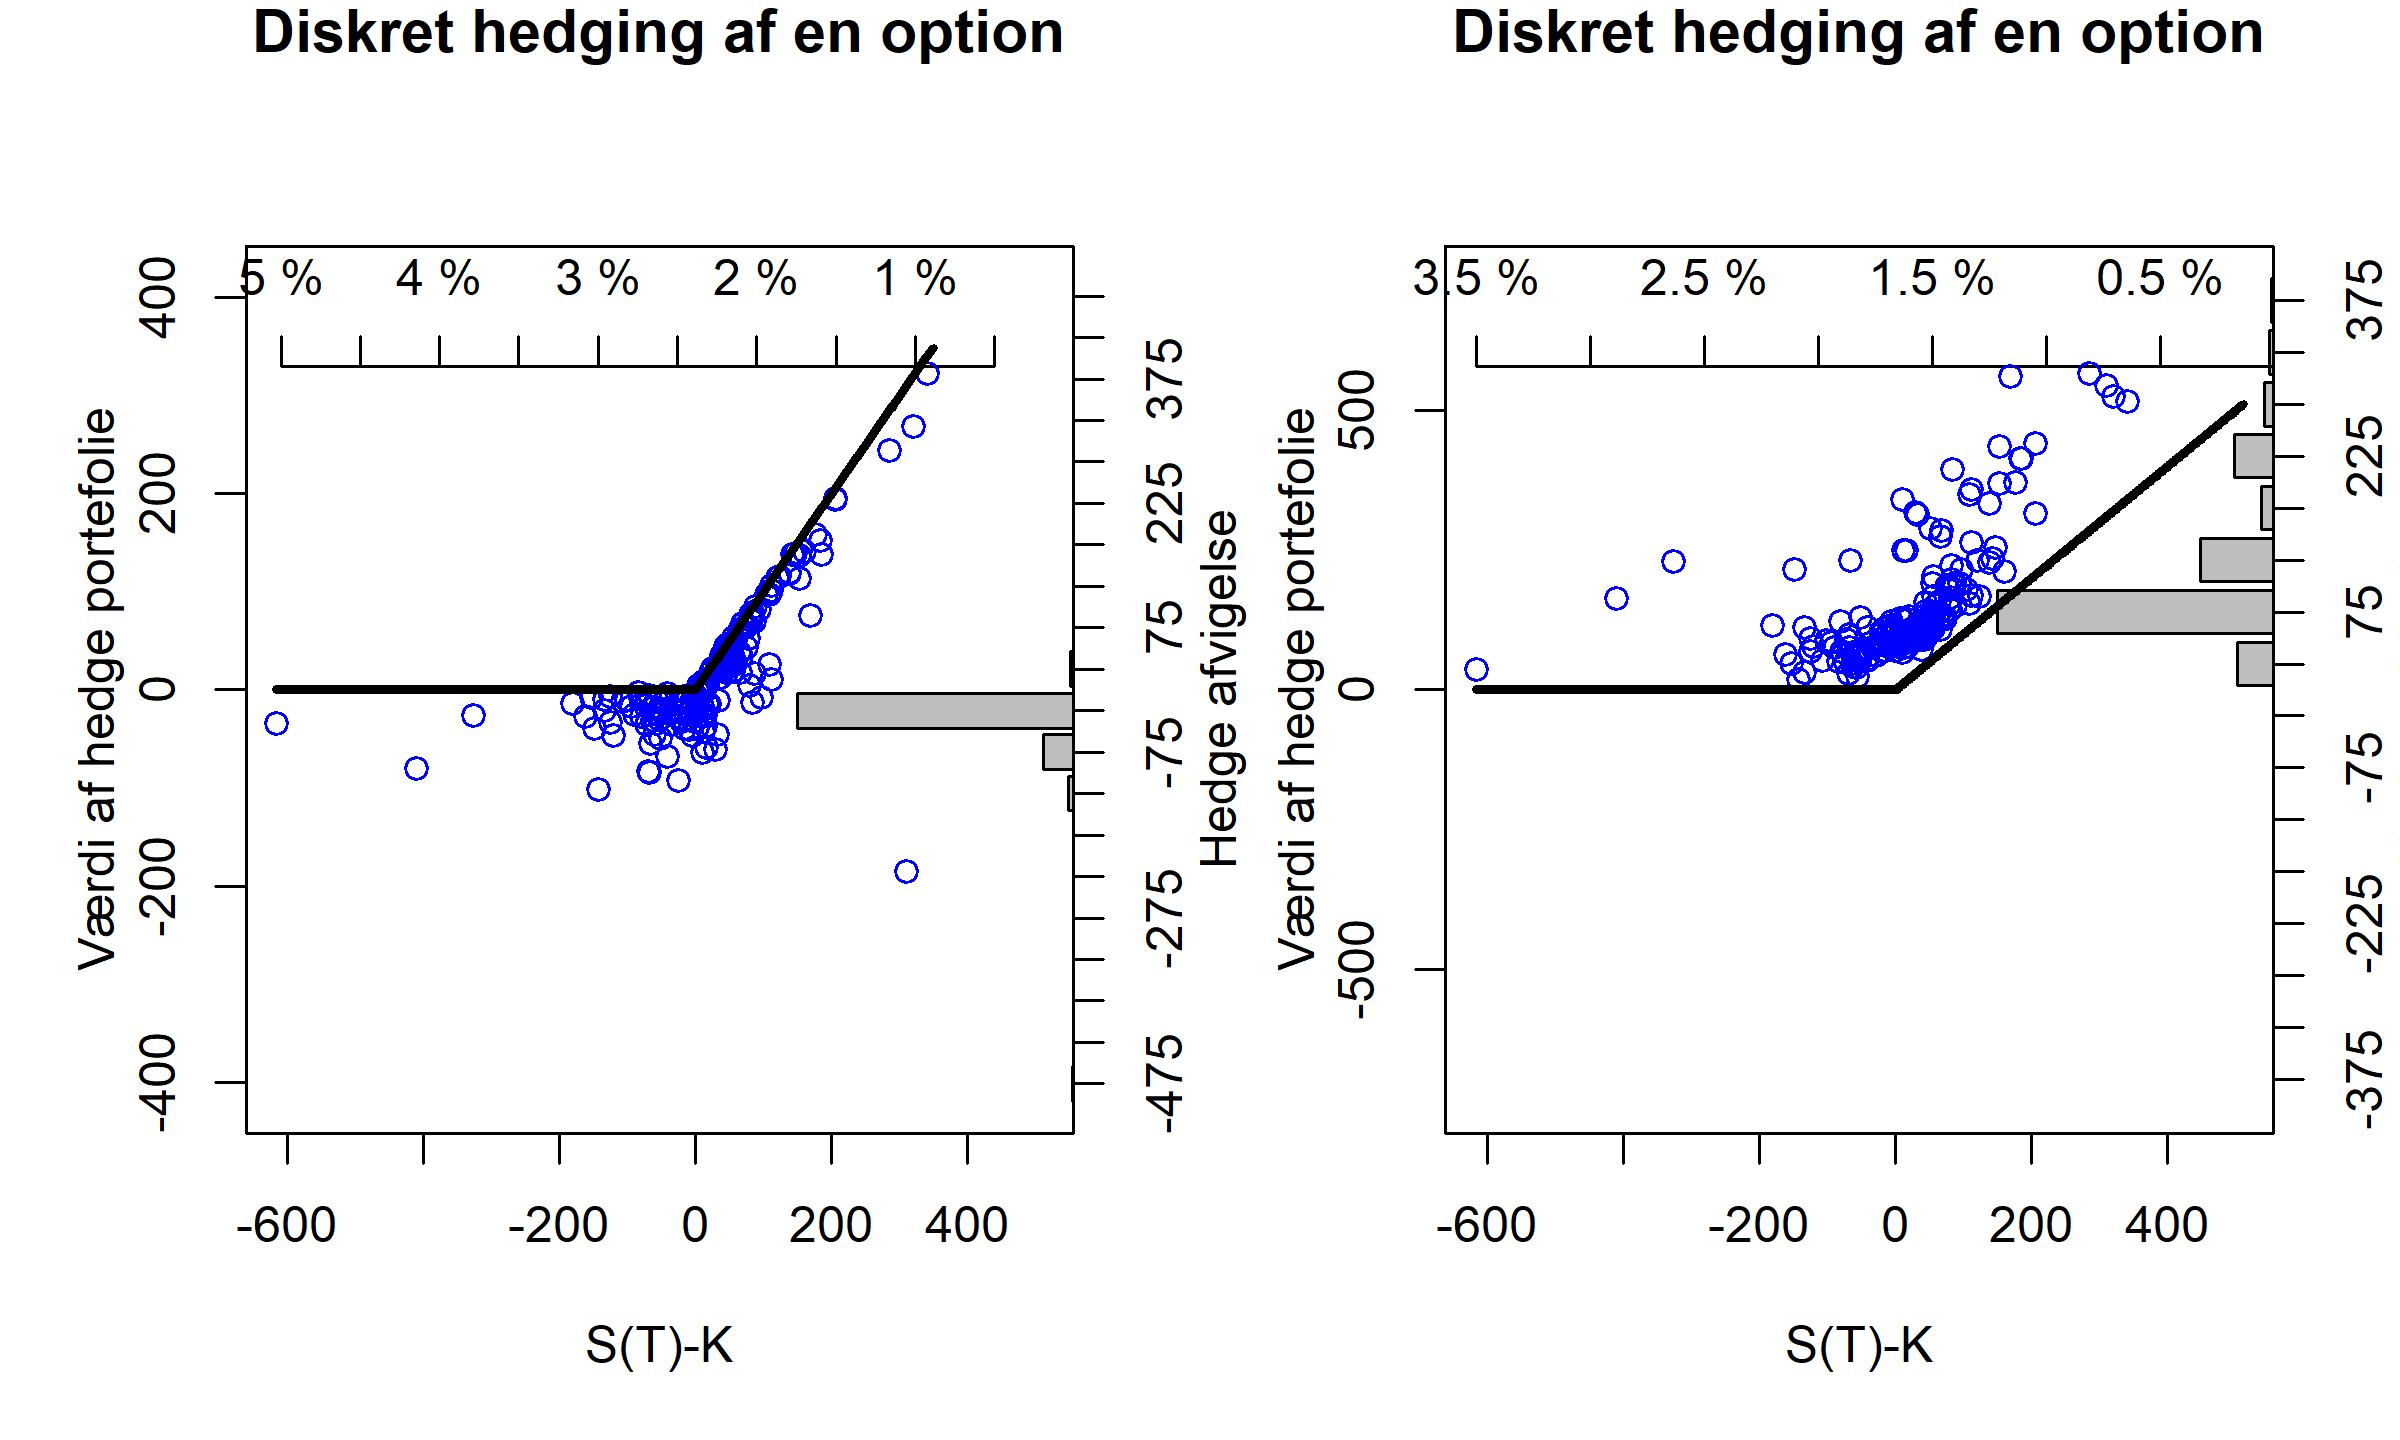 Diskret hedging af en option
5 % 4 % 3 % 2 % 1 %
Værdi af hedge portefolie
400
200
0
-200
-400
375
225
75
-75
-275
-475
Hedge afvigelse
-600 -200 0 200 400
S(T)-K
Diskret hedging af en option
3.5 % 2.5 % 1.5 % 0.5 %
Værdi af hedge portefolie
500
0
-500
375
225
75
-75
-225
-375
-600 -200 0 200 400
S(T)-K